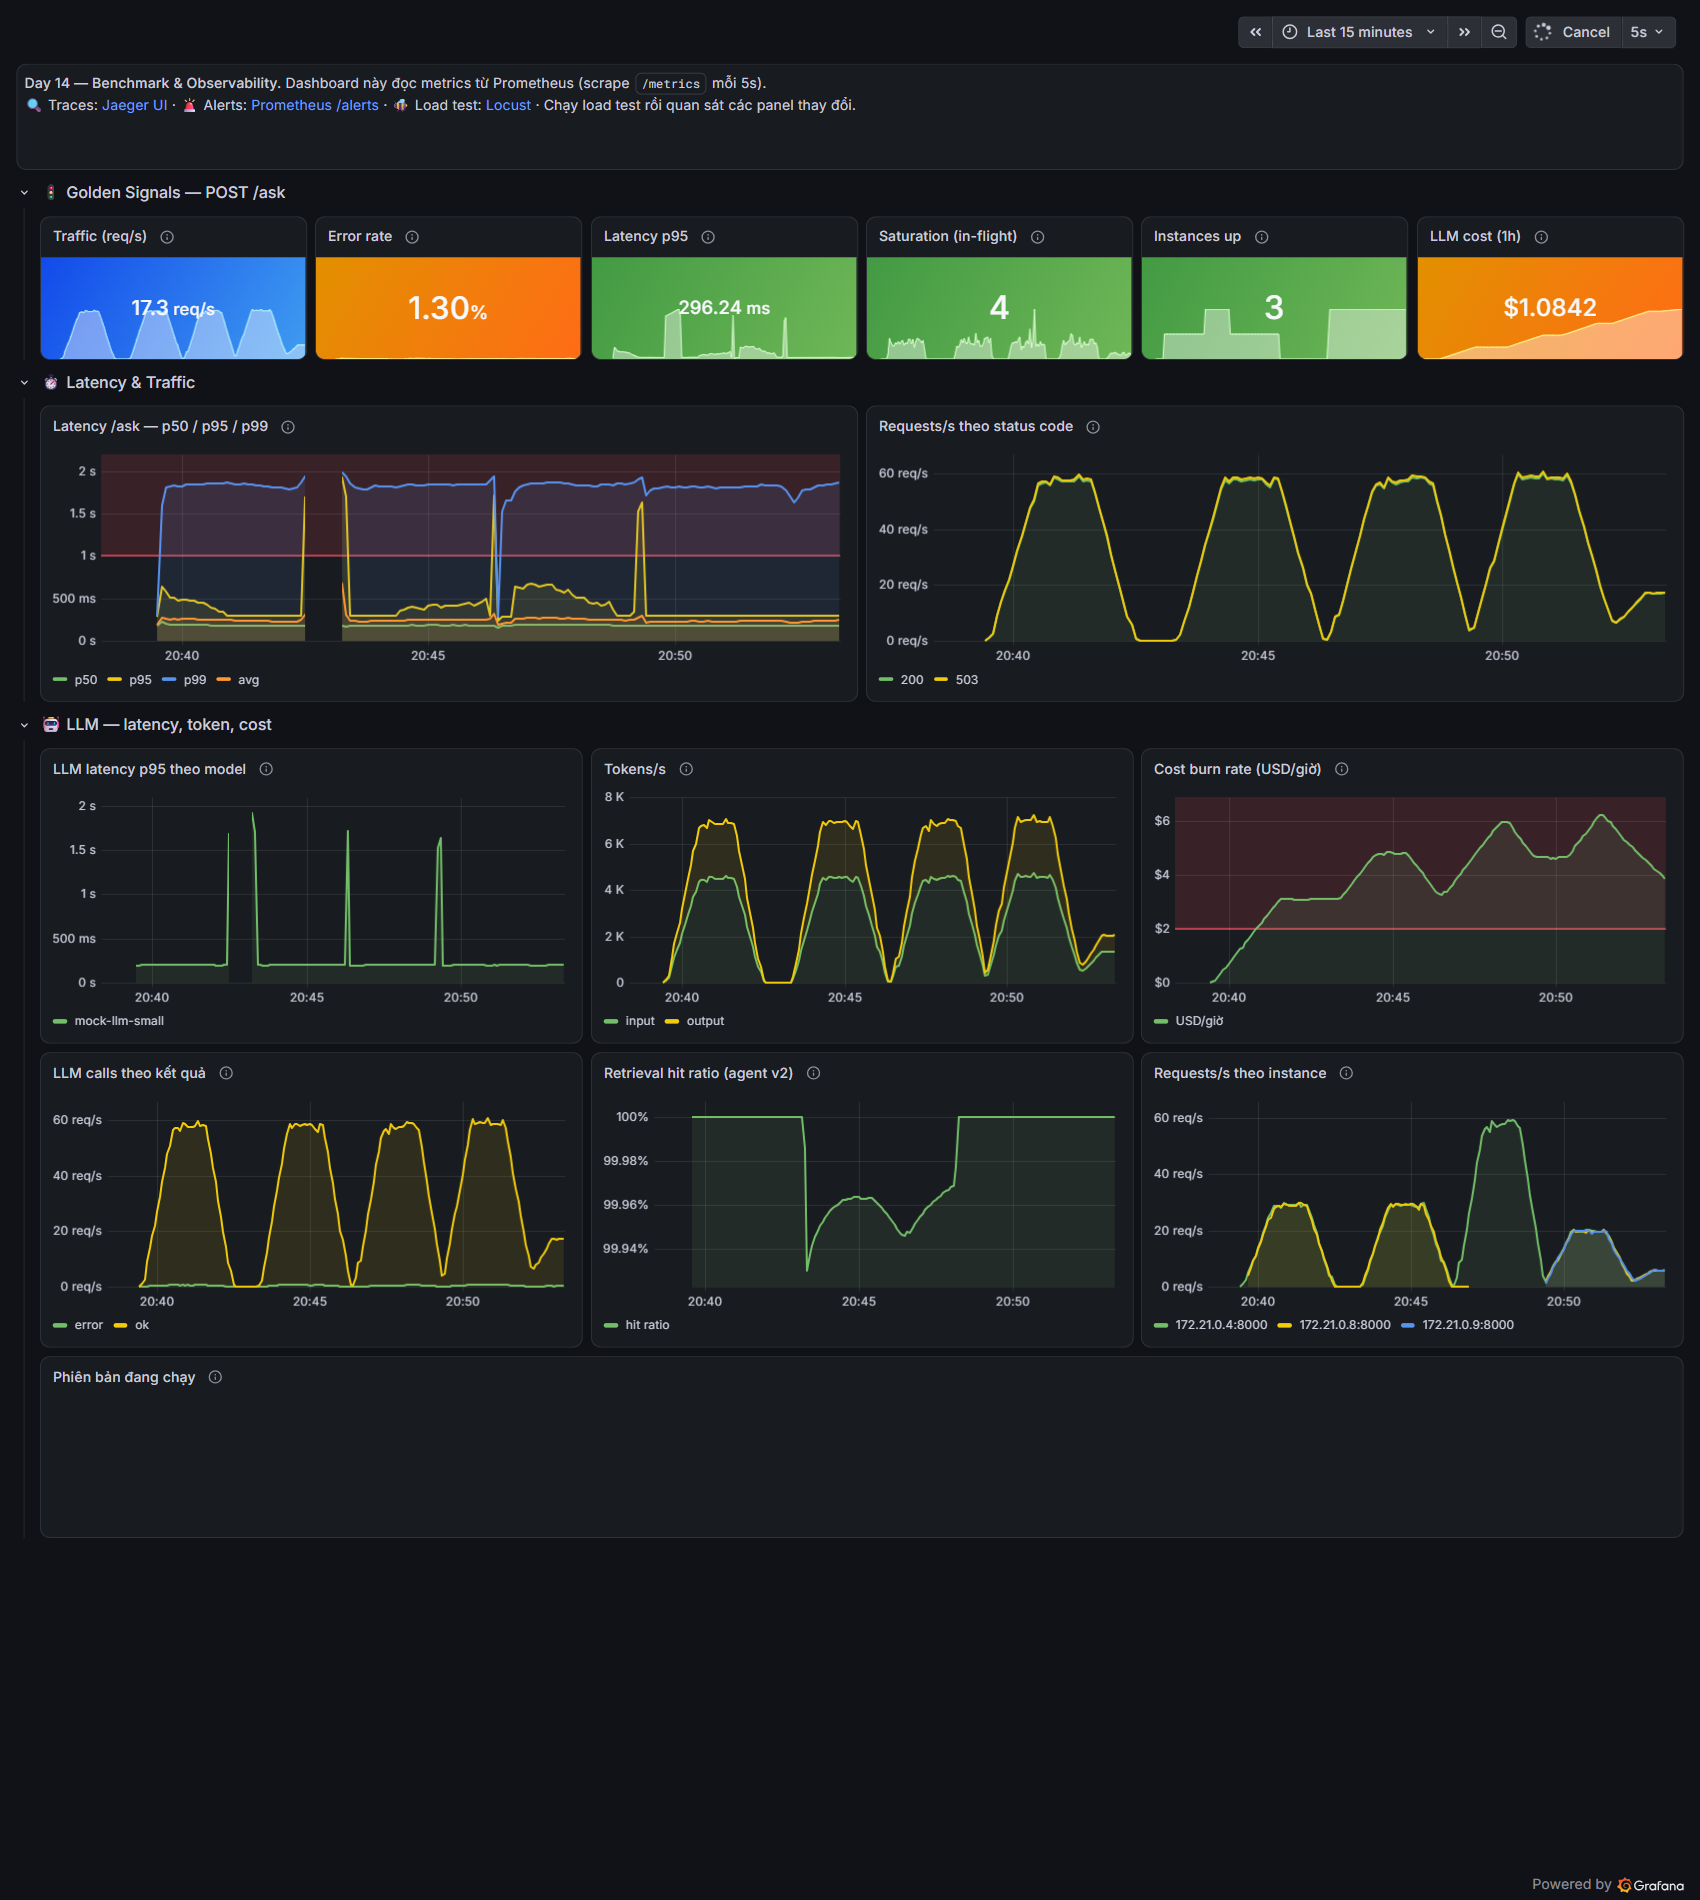 Last 15 minutes
Cancel
5s
Day 14 — Benchmark & Observability. Dashboard này đọc metrics từ Prometheus (scrape /metrics mỗi 5s).
Traces: Jaeger UI · Alerts: Prometheus /alerts · Load test: Locust · Chạy load test rồi quan sát các panel thay đổi.
Golden Signals — POST /ask
Traffic (req/s)
17.3 req/s
Error rate
1.30%
Latency p95
296.24 ms
Saturation (in-flight)
4
Instances up
3
LLM cost (1h)
$1.0842
Latency & Traffic
Latency /ask — p50 / p95 / p99
2 s
1.5 s
1 s
500 ms
0 s
20:40 20:45 20:50
p50 p95 p99 avg
Requests/s theo status code
60 req/s
40 req/s
20 req/s
0 req/s
20:40 20:45 20:50
200 503
LLM — latency, token, cost
LLM latency p95 theo model
2 s
1.5 s
1 s
500 ms
0 s
20:40 20:45 20:50
mock-llm-small
Tokens/s
8 K
6 K
4 K
2 K
0
20:40 20:45 20:50
input output
Cost burn rate (USD/giờ)
$6
$4
$2
$0
20:40 20:45 20:50
USD/giờ
LLM calls theo kết quả
60 req/s
40 req/s
20 req/s
0 req/s
20:40 20:45 20:50
error ok
Retrieval hit ratio (agent v2)
100%
99.98%
99.96%
99.94%
20:40 20:45 20:50
hit ratio
Requests/s theo instance
60 req/s
40 req/s
20 req/s
0 req/s
20:40 20:45 20:50
172.21.0.4:8000 172.21.0.8:8000 172.21.0.9:8000
Phiên bản đang chạy
Powered by Grafana